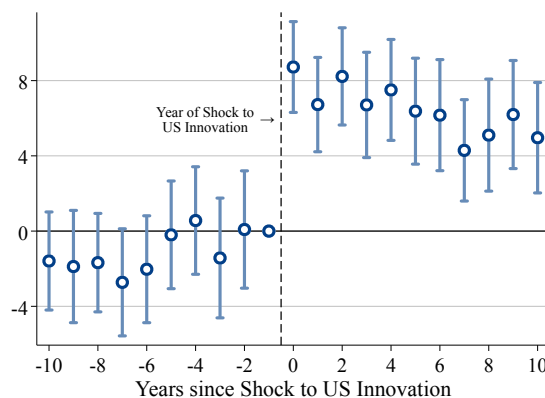 8
Year of Shock to →
US Innovation
4
0
-4
-10 -8 -6 -4 -2 0 2 4 6 8 10
Years since Shock to US Innovation